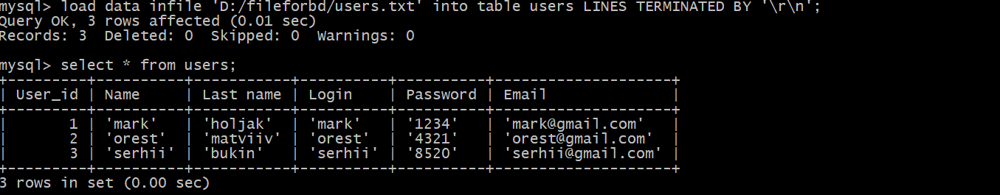 mysql> load data infile 'D:/fileforbd/users.txt' into table users LINES TERMINATED BY '\r\n';
Query OK, 3 rows affected (0.01 sec)
Records: 3  Deleted: 0  Skipped: 0  Warnings: 0
mysql> select * from users;
+---------+----------+-----------+----------+----------+--------------------+
| User_id | Name     | Last name | Login    | Password | Email              |
+---------+----------+-----------+----------+----------+--------------------+
|       1 | 'mark'   | 'holjak'  | 'mark'   | '1234'   | 'mark@gmail.com'   |
|       2 | 'orest'  | 'matviiv' | 'orest'  | '4321'   | 'orest@gmail.com'  |
|       3 | 'serhii' | 'bukin'   | 'serhii' | '8520'   | 'serhii@gmail.com' |
+---------+----------+-----------+----------+----------+--------------------+
3 rows in set (0.00 sec)